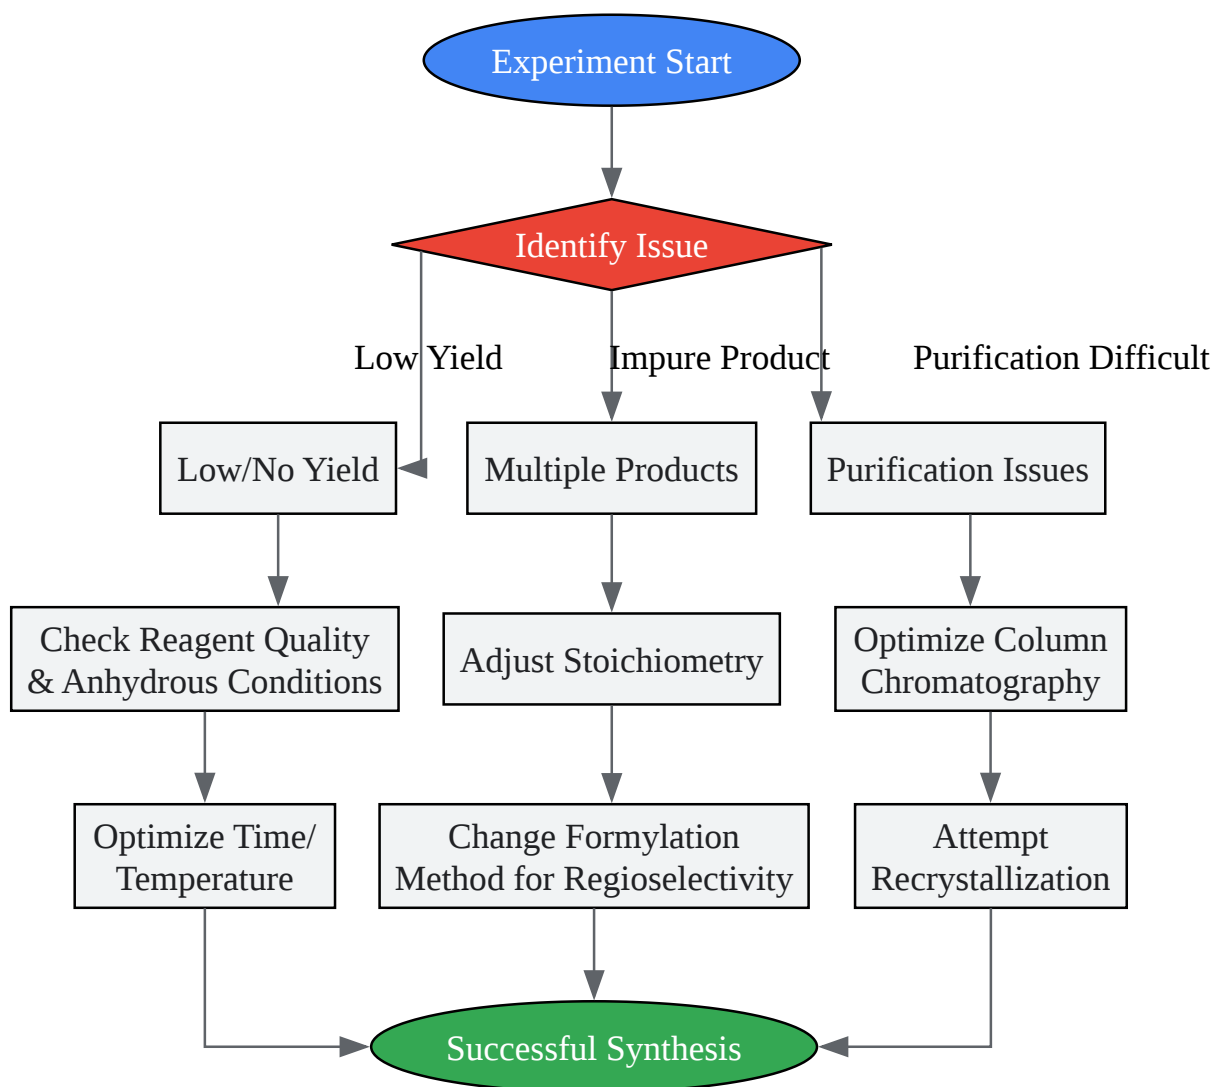 Experiment Start
Identify Issue
Low Yield
Impure Product
Purification Difficult
Low/No Yield
Multiple Products
Purification Issues
Check Reagent Quality
& Anhydrous Conditions
Adjust Stoichiometry
Optimize Column
Chromatography
Optimize Time/
Temperature
Change Formylation
Method for Regioselectivity
Attempt
Recrystallization
Successful Synthesis